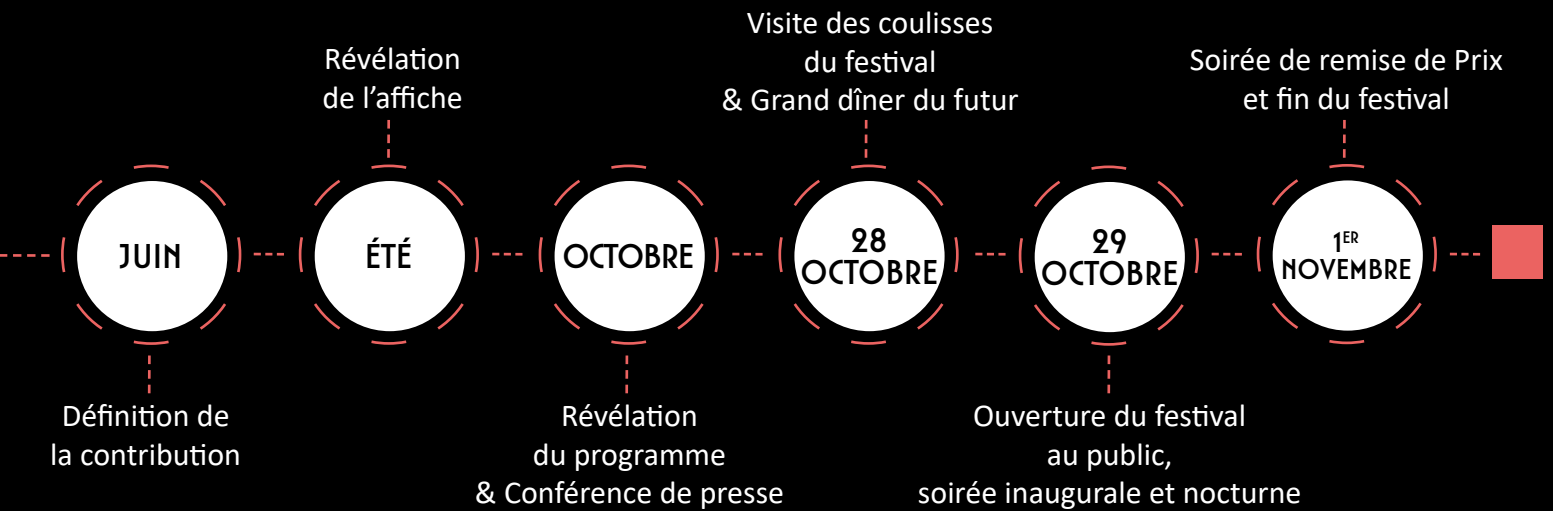 JUIN
Définition de
la contribution
Révélation
de l’affiche
ÉTÉ
OCTOBRE
Révélation
du programme
& Conférence de presse
Visite des coulisses
du festival
& Grand dîner du futur
28
OCTOBRE
29
OCTOBRE
Ouverture du festival
au public,
soirée inaugurale et nocturne
Soirée de remise de Prix
et fin du festival
1ER
NOVEMBRE